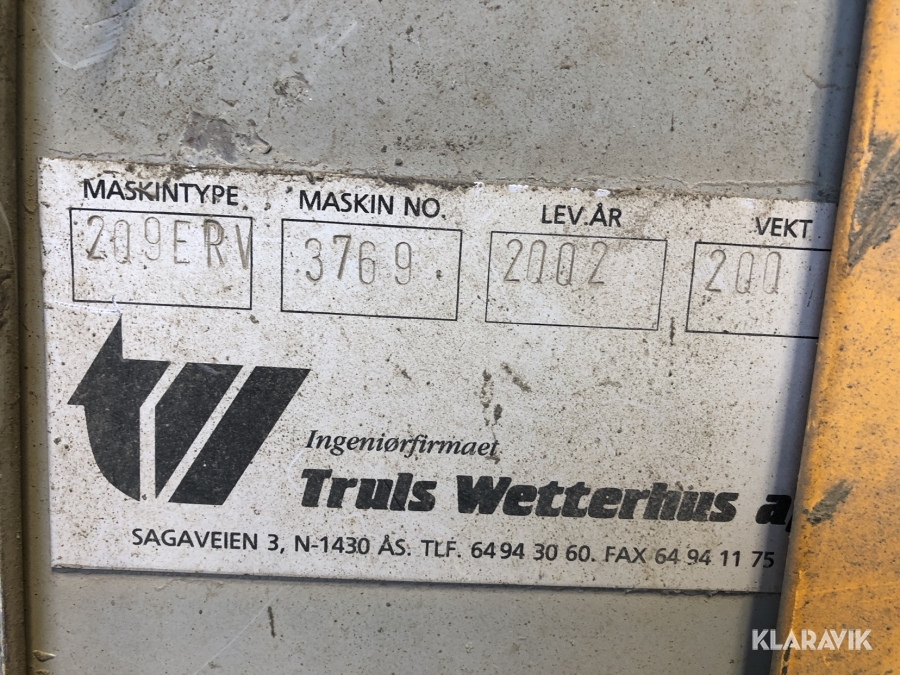 MASKINTYPE MASKIN NO. LEV.ÅR VEKT
209ERV 3769 2002 200
Ingeniørfirmaet
Truls Wetterhus
SAGAVEIEN 3, N-1430 ÅS. TLF. 64 94 30 60. FAX 64 94 11 75
KLARAVIK